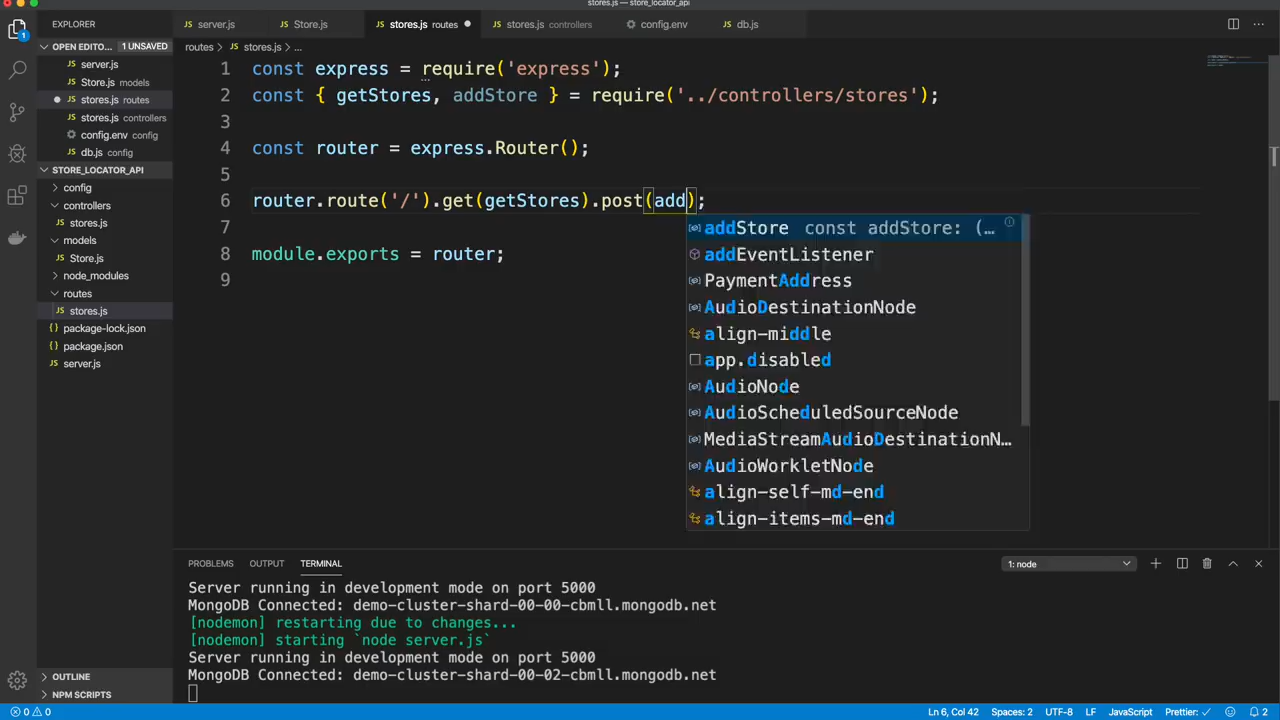 stores.js — store_locator_api
EXPLORER
server.js
Store.js
stores.js routes
stores.js controllers
config.env
db.js
OPEN EDITO... 1 UNSAVED
server.js
Store.js models
stores.js routes
stores.js controllers
config.env config
db.js config
STORE_LOCATOR_API
config
controllers
stores.js
models
Store.js
node_modules
routes
stores.js
package-lock.json
package.json
server.js
OUTLINE
NPM SCRIPTS
routes > stores.js > ...
1 const express = require('express');
2 const { getStores, addStore } = require('../controllers/stores');
3
4 const router = express.Router();
5
6 router.route('/').get(getStores).post(add);
7
8 module.exports = router;
9
addStore const addStore: (...
addEventListener
PaymentAddress
AudioDestinationNode
align-middle
app.disabled
AudioNode
AudioScheduledSourceNode
MediaStreamAudioDestinationN...
AudioWorkletNode
align-self-md-end
align-items-md-end
PROBLEMS OUTPUT TERMINAL 1: node
Server running in development mode on port 5000
MongoDB Connected: demo-cluster-shard-00-00-cbmll.mongodb.net
[nodemon] restarting due to changes...
[nodemon] starting `node server.js`
Server running in development mode on port 5000
MongoDB Connected: demo-cluster-shard-00-02-cbmll.mongodb.net
0 0 Ln 6, Col 42 Spaces: 2 UTF-8 LF JavaScript Prettier: ✓ 2
1